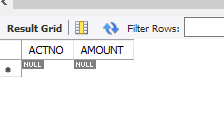 Result Grid Filter Rows:
ACTNO AMOUNT
NULL NULL